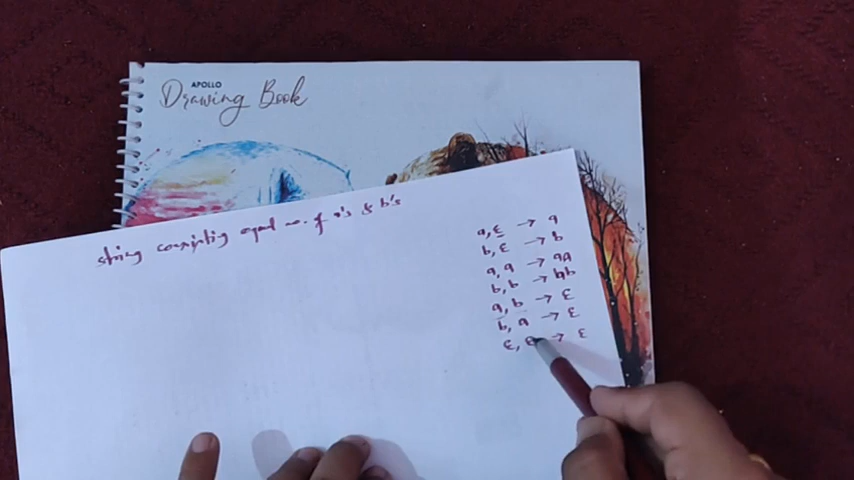 APOLLO
Drawing Book
string consisting equal no. of a's & b's
a, ε → a
b, ε → b
a, a → aa
b, b → bb
a, b → ε
b, a → ε
ε, ε → ε